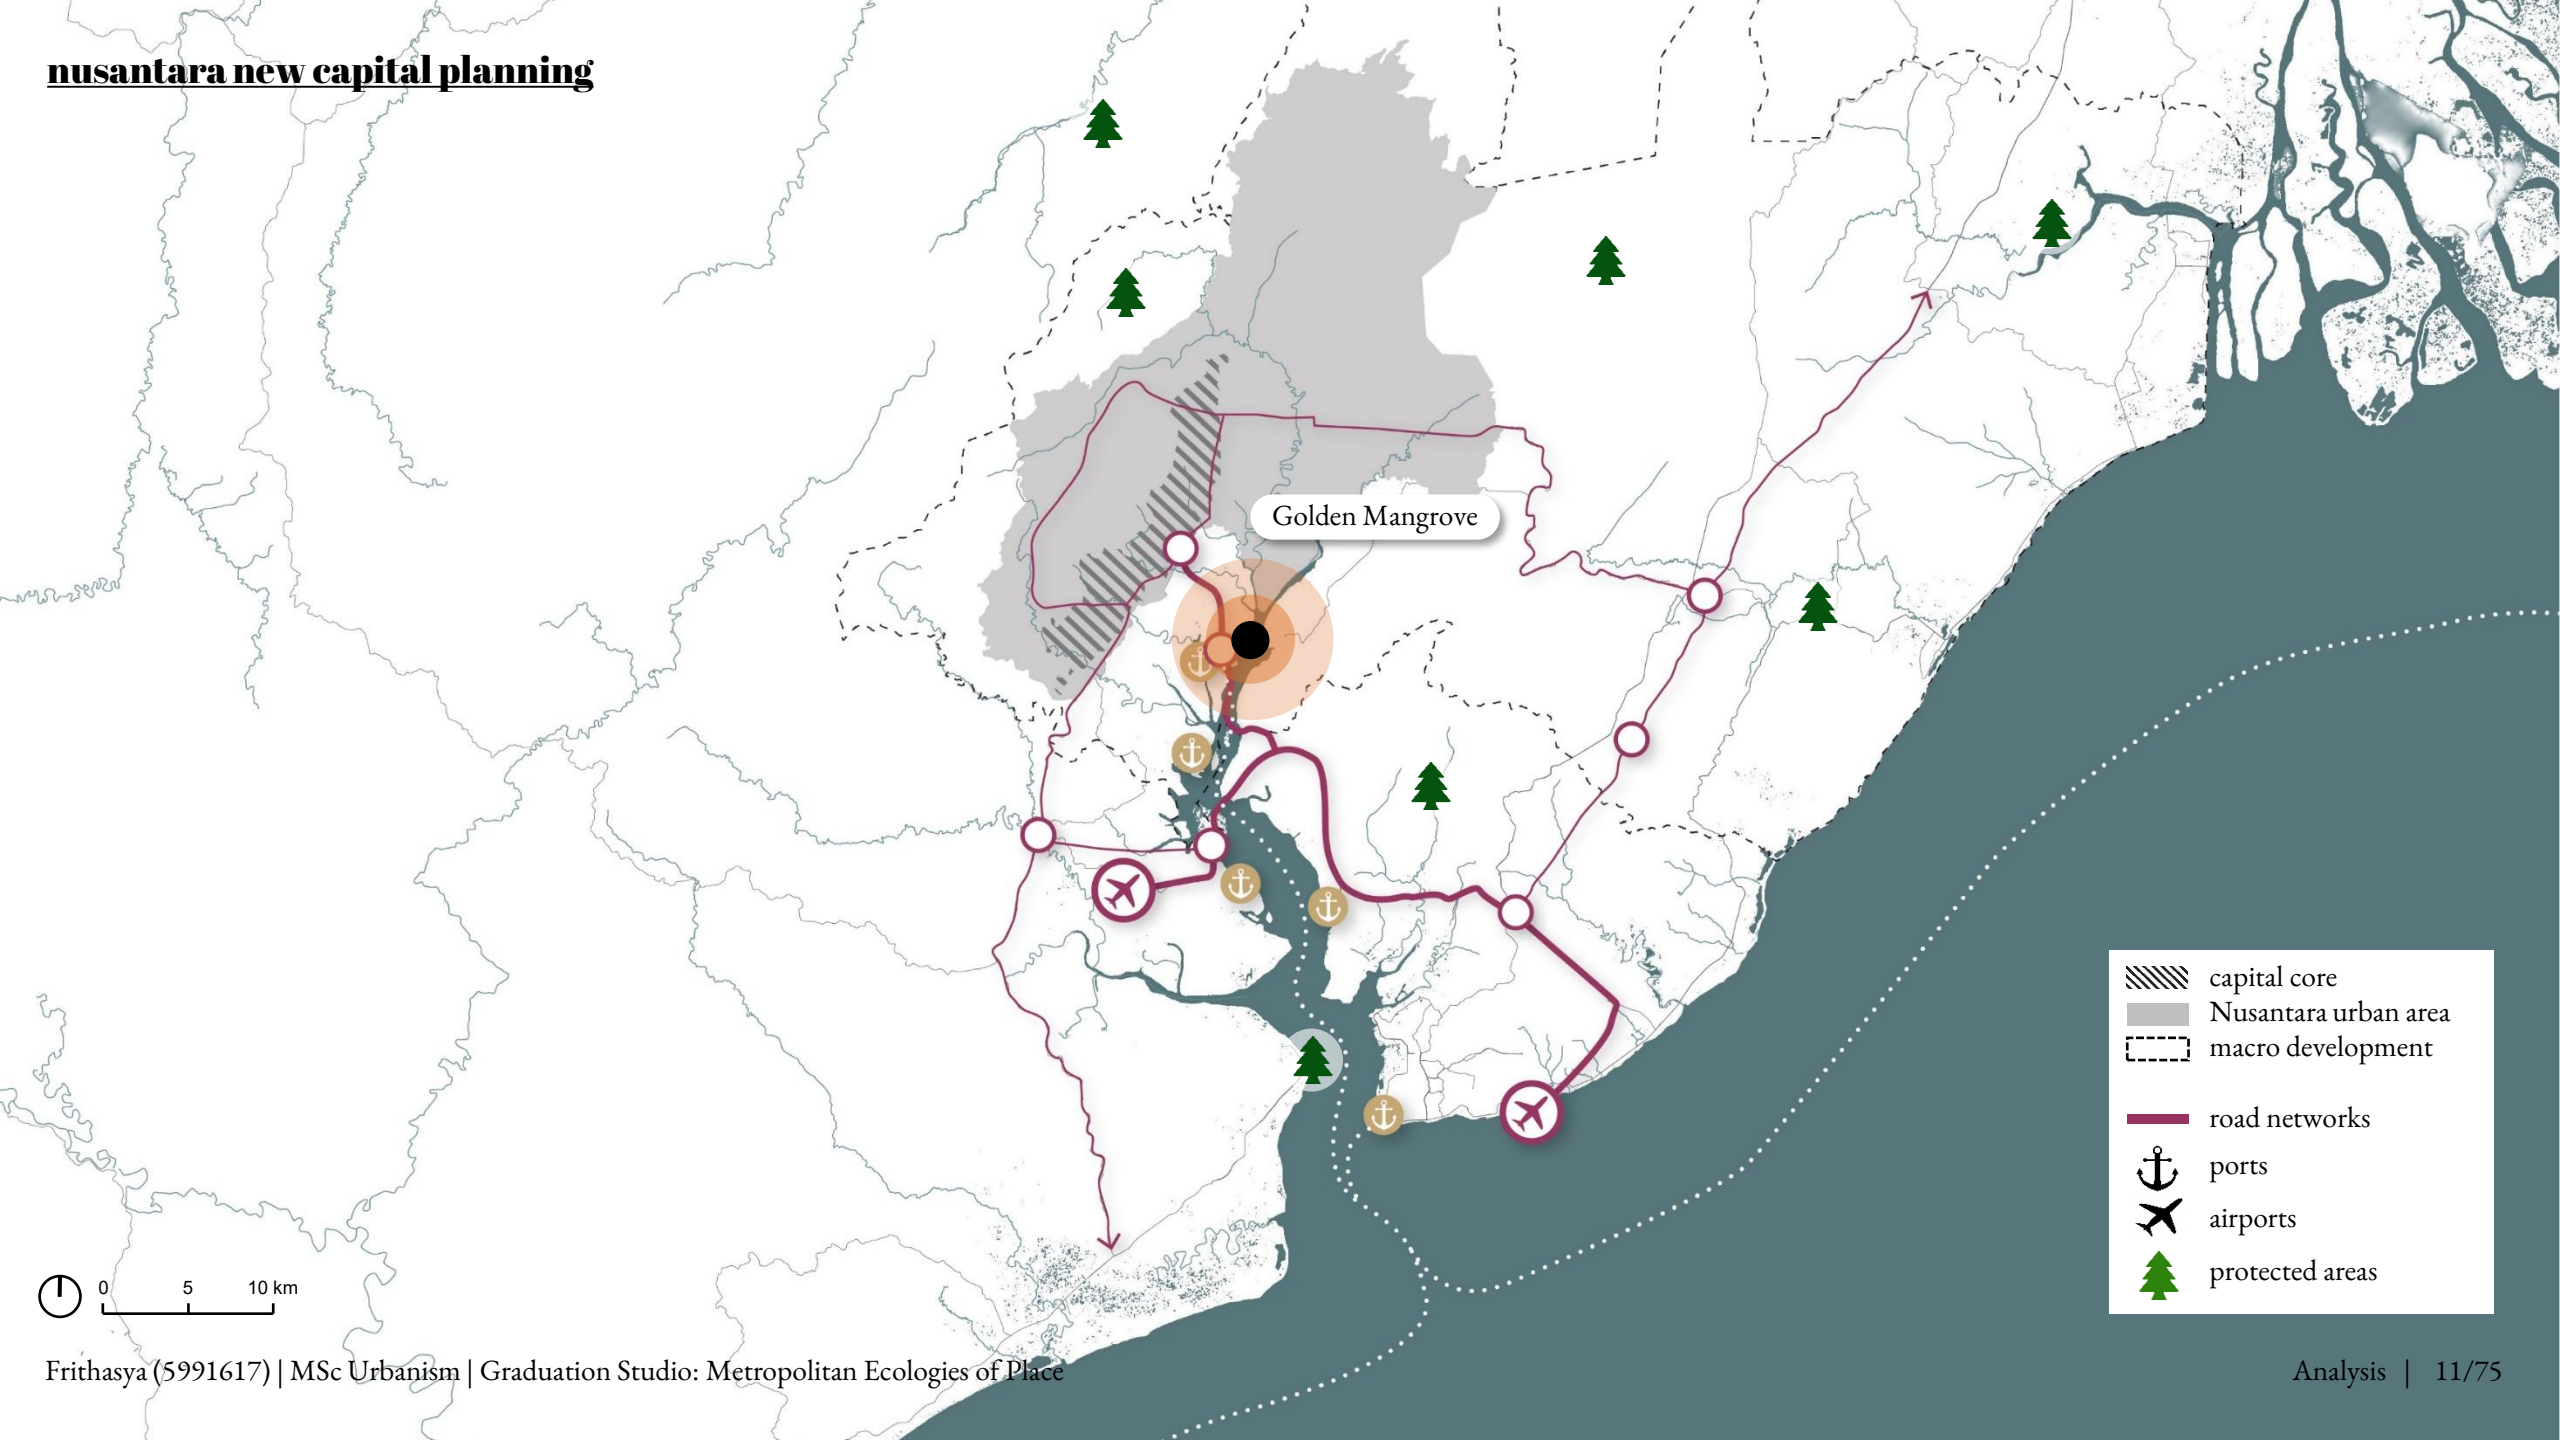 nusantara new capital planning
Golden Mangrove
capital core
Nusantara urban area
macro development
road networks
ports
airports
protected areas
0 5 10 km
Frithasya (5991617) | MSc Urbanism | Graduation Studio: Metropolitan Ecologies of Place
Analysis | 11/75